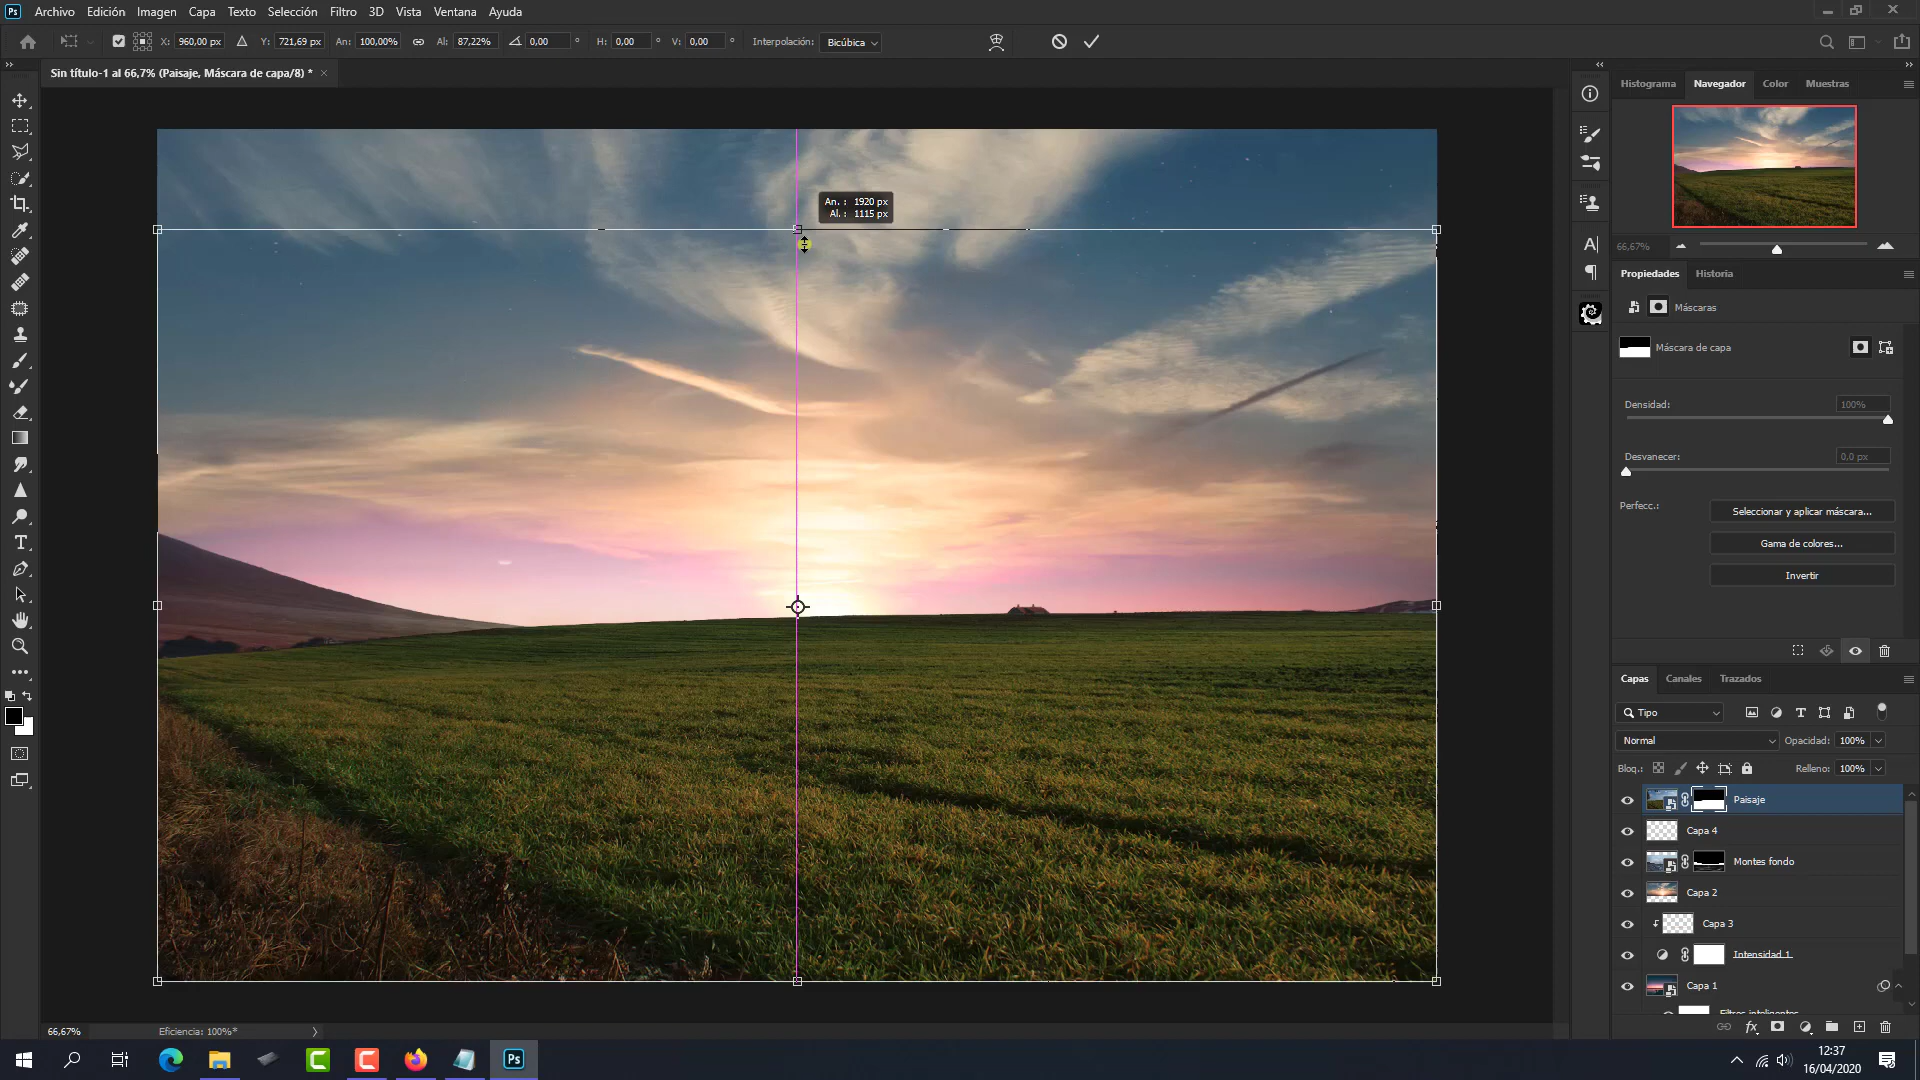 Ps Archivo Edición Imagen Capa Texto Selección Filtro 3D Vista Ventana Ayuda
X: 960,00 px Y: 721,69 px An: 100,00% Al: 87,22% 0,00 ° H: 0,00 ° V: 0,00 ° Interpolación: Bicúbica
Sin título-1 al 66,7% (Paisaje, Máscara de capa/8) * ×
Histograma Navegador Color Muestras
An. : 1920 px
Al. : 1115 px
66,67%
Propiedades Historia
Máscaras
Máscara de capa
Densidad: 100%
Desvanecer: 0,0 px
Perfecc.: Seleccionar y aplicar máscara...
Gama de colores...
Invertir
Capas Canales Trazados
Tipo
Normal Opacidad: 100%
Bloq.: Relleno: 100%
Paisaje
Capa 4
Montes fondo
Capa 2
Capa 3
Intensidad 1
Capa 1
Filtros inteligentes
66,67% Eficiencia: 100%*
Ps
12:37
16/04/2020